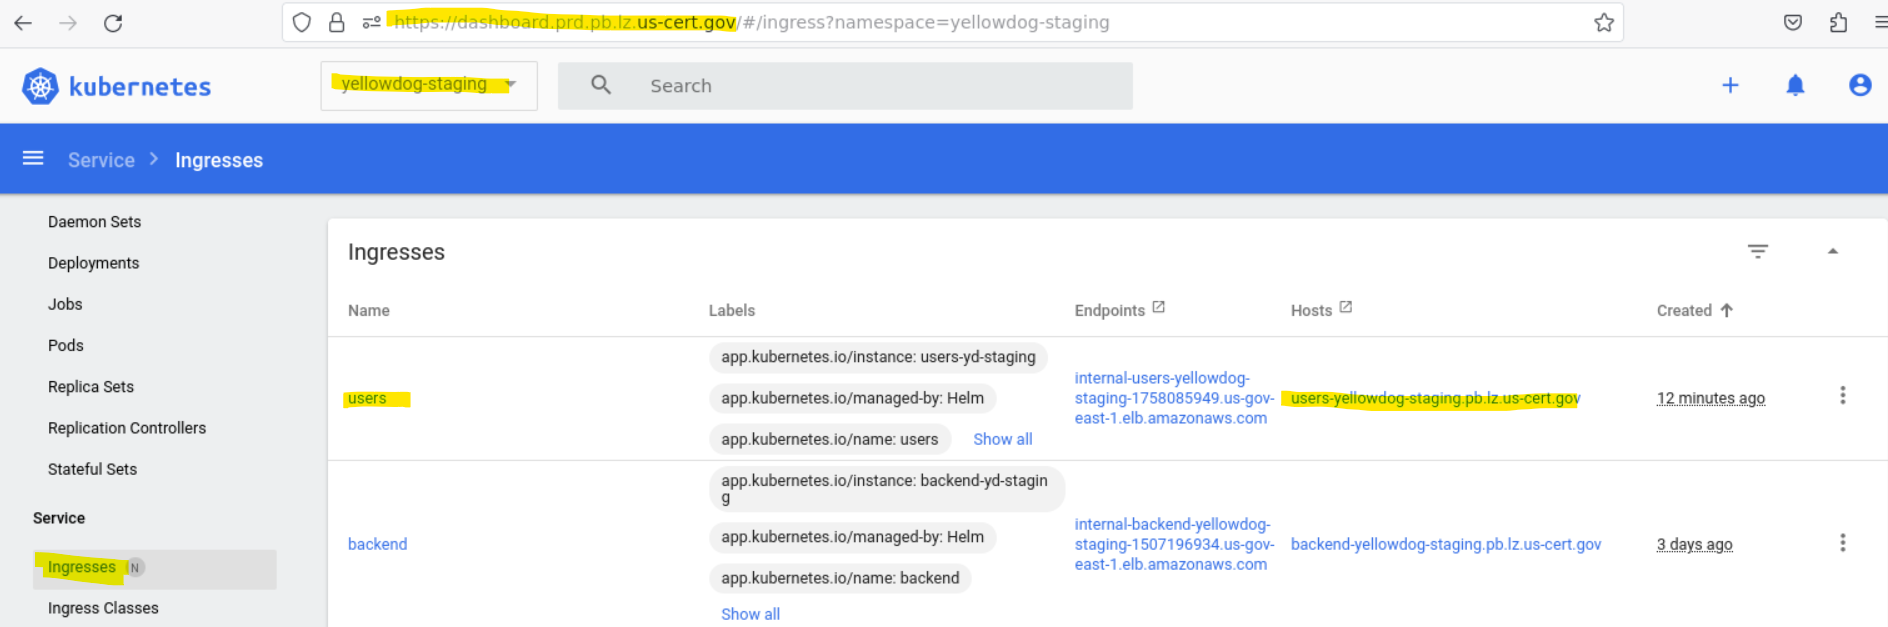 https://dashboard.prd.pb.lz.us-cert.gov/#/ingress?namespace=yellowdog-staging
kubernetes
yellowdog-staging
Search
Service
Ingresses
Daemon Sets
Deployments
Jobs
Pods
Replica Sets
Replication Controllers
Stateful Sets
Service
Ingresses N
Ingress Classes
Ingresses
Name Labels Endpoints Hosts Created
users
app.kubernetes.io/instance: users-yd-staging
app.kubernetes.io/managed-by: Helm
app.kubernetes.io/name: users Show all
internal-users-yellowdog-
staging-1758085949.us-gov-
east-1.elb.amazonaws.com
users-yellowdog-staging.pb.lz.us-cert.gov
12 minutes ago
backend
app.kubernetes.io/instance: backend-yd-stagin
g
app.kubernetes.io/managed-by: Helm
app.kubernetes.io/name: backend
Show all
internal-backend-yellowdog-
staging-1507196934.us-gov-
east-1.elb.amazonaws.com
backend-yellowdog-staging.pb.lz.us-cert.gov
3 days ago